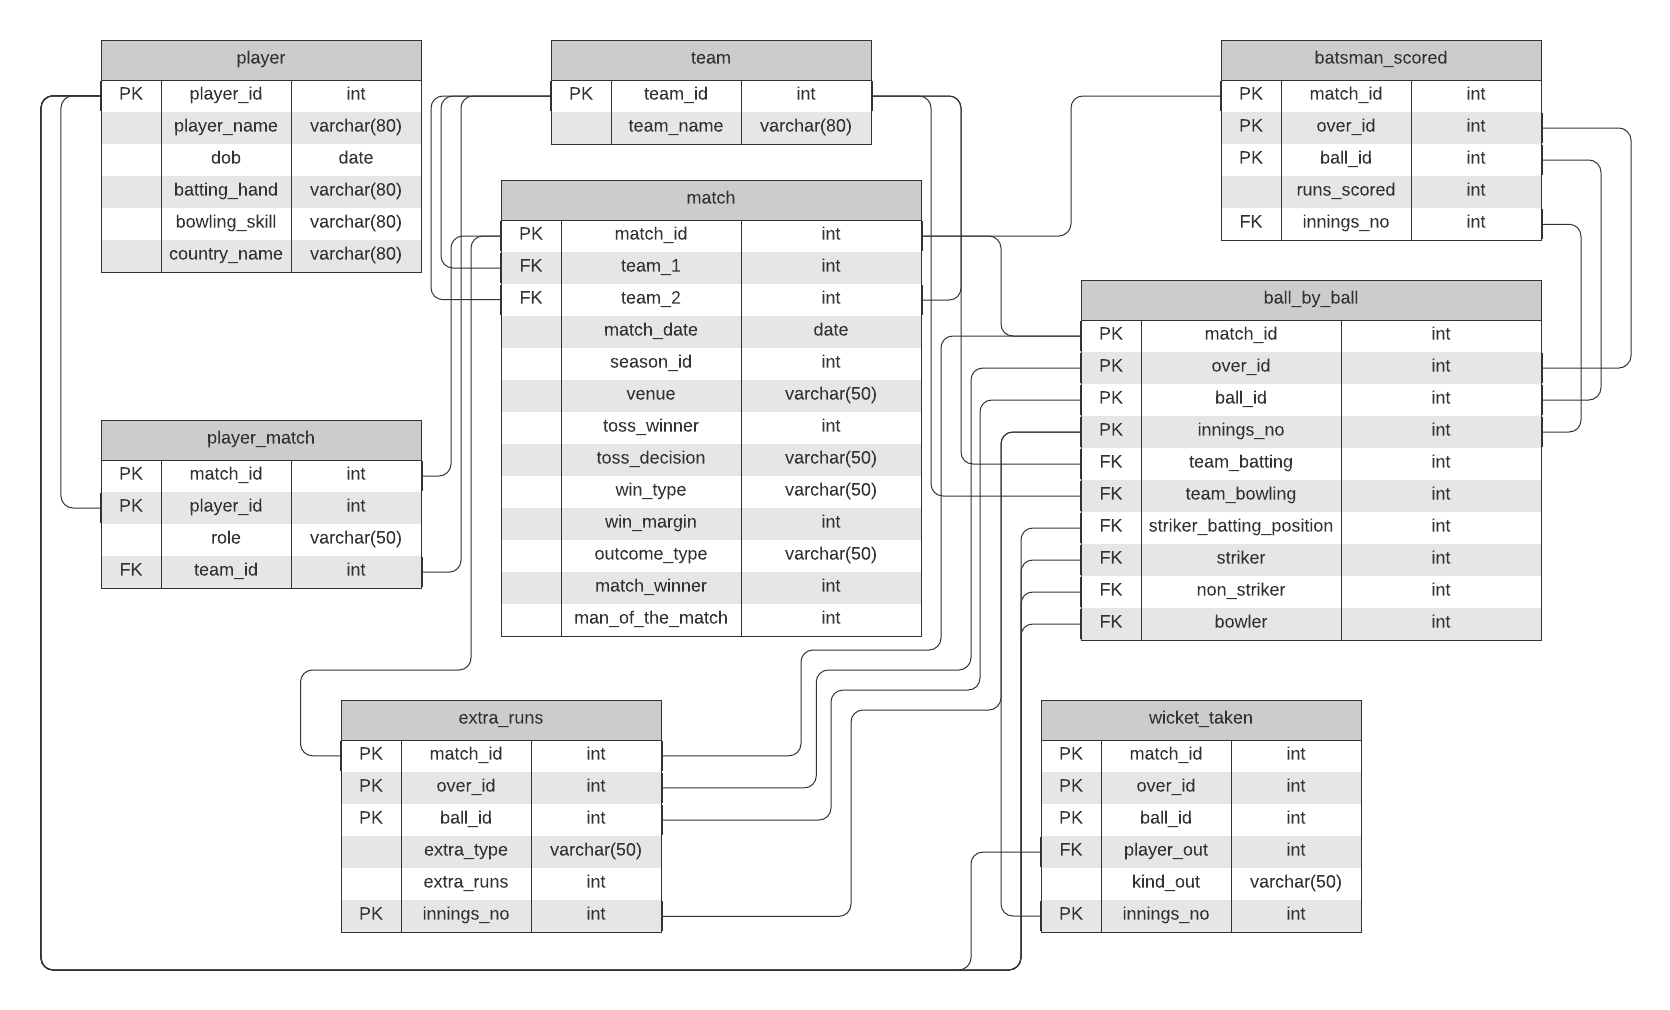 player
PK player_id int
player_name varchar(80)
dob date
batting_hand varchar(80)
bowling_skill varchar(80)
country_name varchar(80)
team
PK team_id int
team_name varchar(80)
batsman_scored
PK match_id int
PK over_id int
PK ball_id int
runs_scored int
FK innings_no int
match
PK match_id int
FK team_1 int
FK team_2 int
match_date date
season_id int
venue varchar(50)
toss_winner int
toss_decision varchar(50)
win_type varchar(50)
win_margin int
outcome_type varchar(50)
match_winner int
man_of_the_match int
ball_by_ball
PK match_id int
PK over_id int
PK ball_id int
PK innings_no int
FK team_batting int
FK team_bowling int
FK striker_batting_position int
FK striker int
FK non_striker int
FK bowler int
player_match
PK match_id int
PK player_id int
role varchar(50)
FK team_id int
extra_runs
PK match_id int
PK over_id int
PK ball_id int
extra_type varchar(50)
extra_runs int
PK innings_no int
wicket_taken
PK match_id int
PK over_id int
PK ball_id int
FK player_out int
kind_out varchar(50)
PK innings_no int